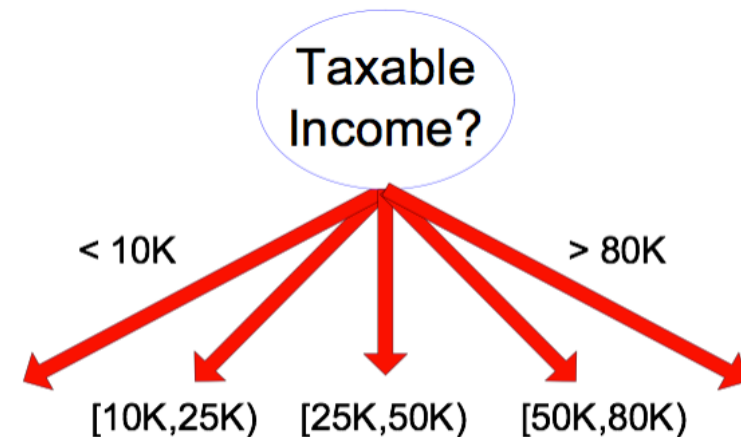 Taxable
Income?
< 10K
> 80K
[10K,25K)
[25K,50K)
[50K,80K)